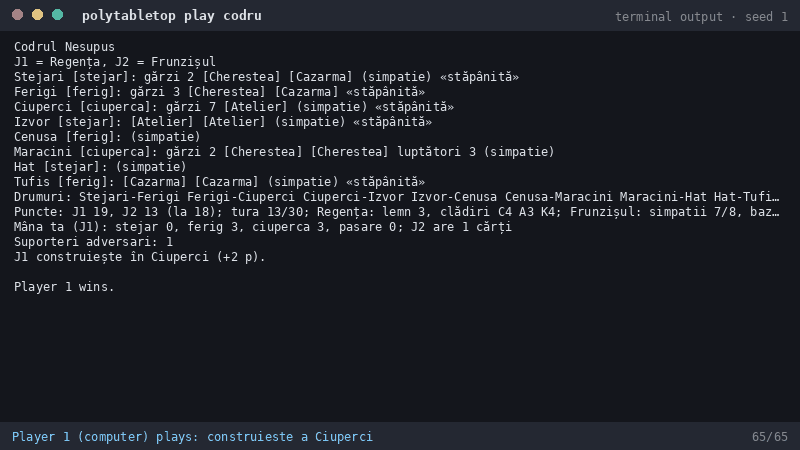 polytabletop play codru
terminal output · seed 1
Codrul Nesupus
J1 = Regența, J2 = Frunzișul
Stejari [stejar]: gărzi 2 [Cherestea] [Cazarma] (simpatie) «stăpânită»
Ferigi [ferig]: gărzi 3 [Cherestea] [Cazarma] «stăpânită»
Ciuperci [ciuperca]: gărzi 7 [Atelier] (simpatie) «stăpânită»
Izvor [stejar]: [Atelier] [Atelier] (simpatie) «stăpânită»
Cenusa [ferig]: (simpatie)
Maracini [ciuperca]: gărzi 2 [Cherestea] [Cherestea] luptători 3 (simpatie)
Hat [stejar]: (simpatie)
Tufis [ferig]: [Cazarma] [Cazarma] (simpatie) «stăpânită»
Drumuri: Stejari-Ferigi Ferigi-Ciuperci Ciuperci-Izvor Izvor-Cenusa Cenusa-Maracini Maracini-Hat Hat-Tufi…
Puncte: J1 19, J2 13 (la 18); tura 13/30; Regența: lemn 3, clădiri C4 A3 K4; Frunzișul: simpatii 7/8, baz…
Mâna ta (J1): stejar 0, ferig 3, ciuperca 3, pasare 0; J2 are 1 cărți
Suporteri adversari: 1
J1 construiește în Ciuperci (+2 p).
Player 1 wins.
Player 1 (computer) plays: construieste a Ciuperci
65/65